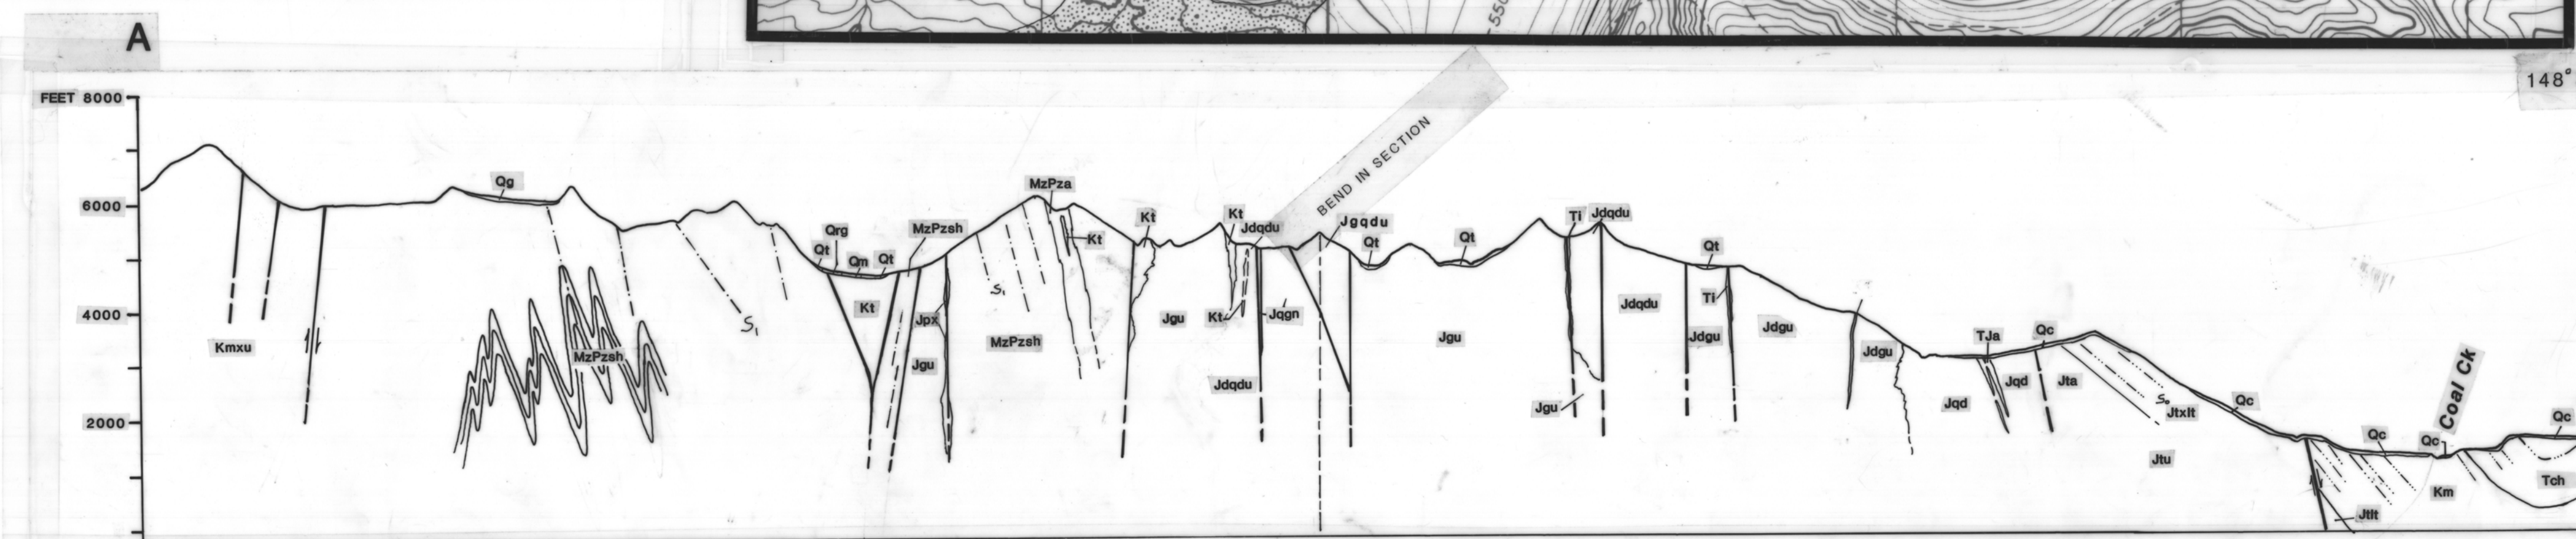 A
550
148°
FEET 8000
6000
4000
2000
BEND IN SECTION
Coal Ck
Qg
MzPza
Kt
Kt
Jdqdu
Jgqdu
Ti
Jdqdu
Qrg
MzPzsh
Qt
Qm
Qt
Kt
Qt
Qt
Qt
S₁
Kt
Jpx
Jgu
Kt
Jqgn
Jdqdu
Ti
S₁
MzPzsh
Jgu
Jgu
Jdgu
Jdgu
Jdgu
TJa
Qc
Kmxu
MzPzsh
Jgu
Jdqdu
Jgu
Jqd
Jqd
Jta
S₀
Jtxlt
Qc
Qc
Qc
Qc
Jtu
Km
Tch
Jtlt